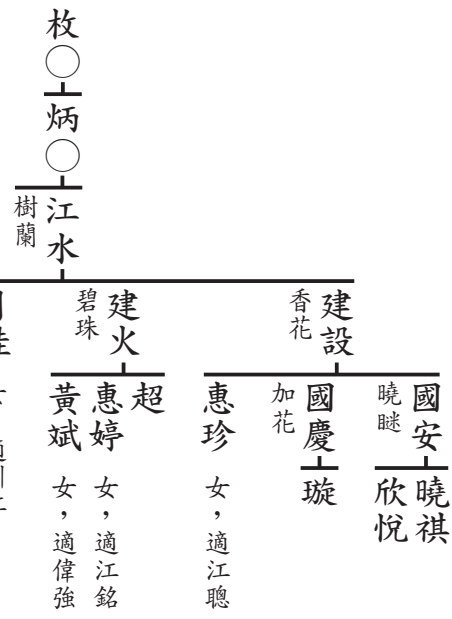 枚○
炳○
江水
樹蘭
建設
香花
國安
曉瞇
曉祺
欣悅
國慶
加花
璇
惠珍 女，適江聰
建火
碧珠
超
惠婷 女，適江銘
黃斌 女，適偉強